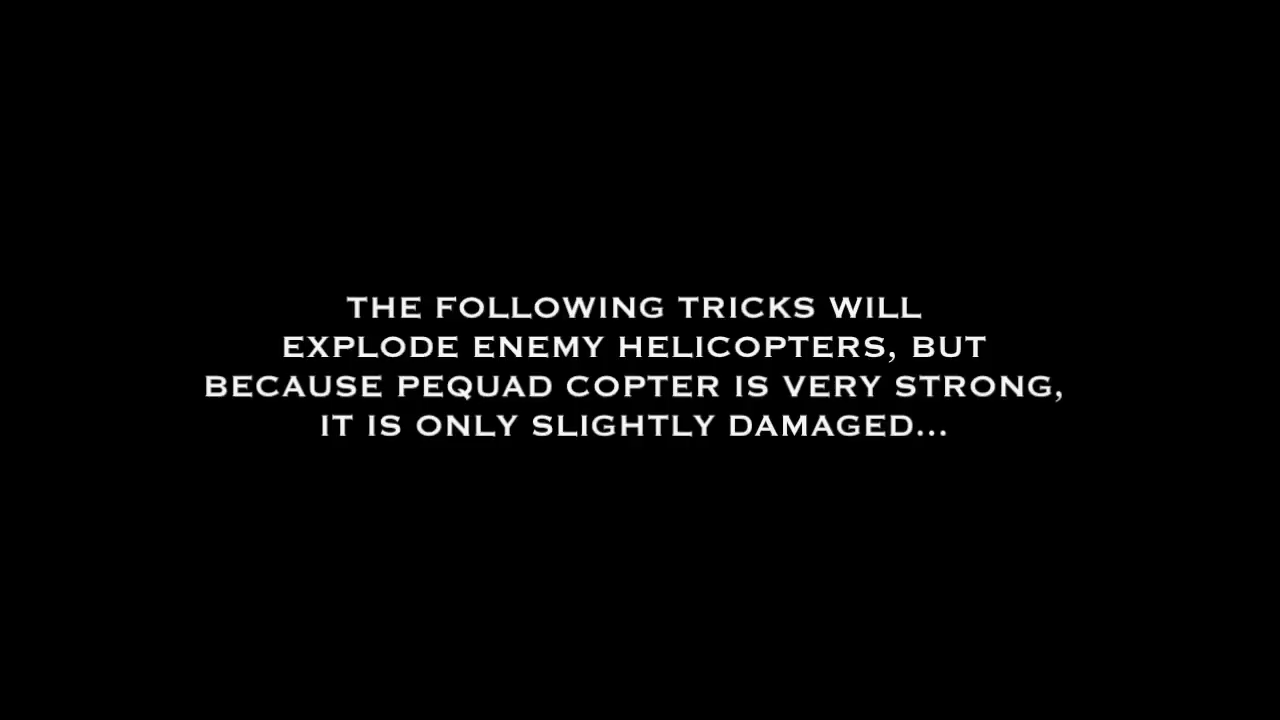 THE FOLLOWING TRICKS WILL
EXPLODE ENEMY HELICOPTERS, BUT
BECAUSE PEQUAD COPTER IS VERY STRONG,
IT IS ONLY SLIGHTLY DAMAGED...